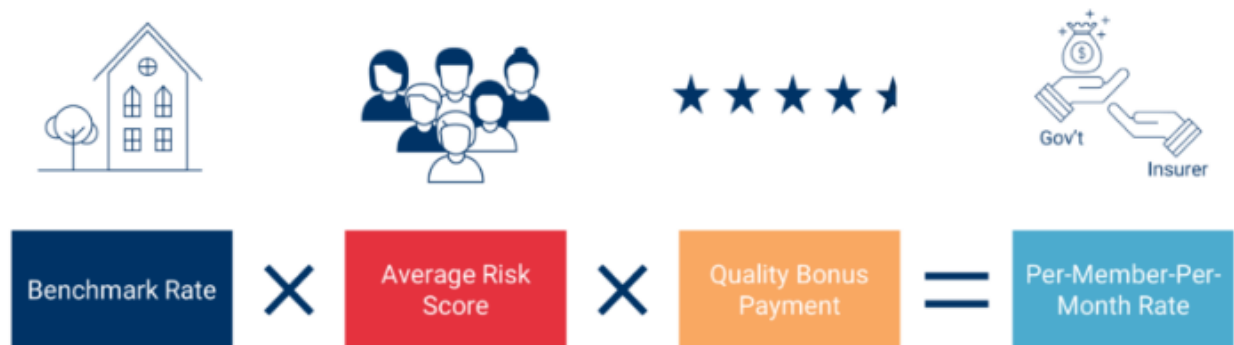 $
Gov't
Insurer
Benchmark Rate
×
Average Risk
Score
×
Quality Bonus
Payment
=
Per-Member-Per-
Month Rate